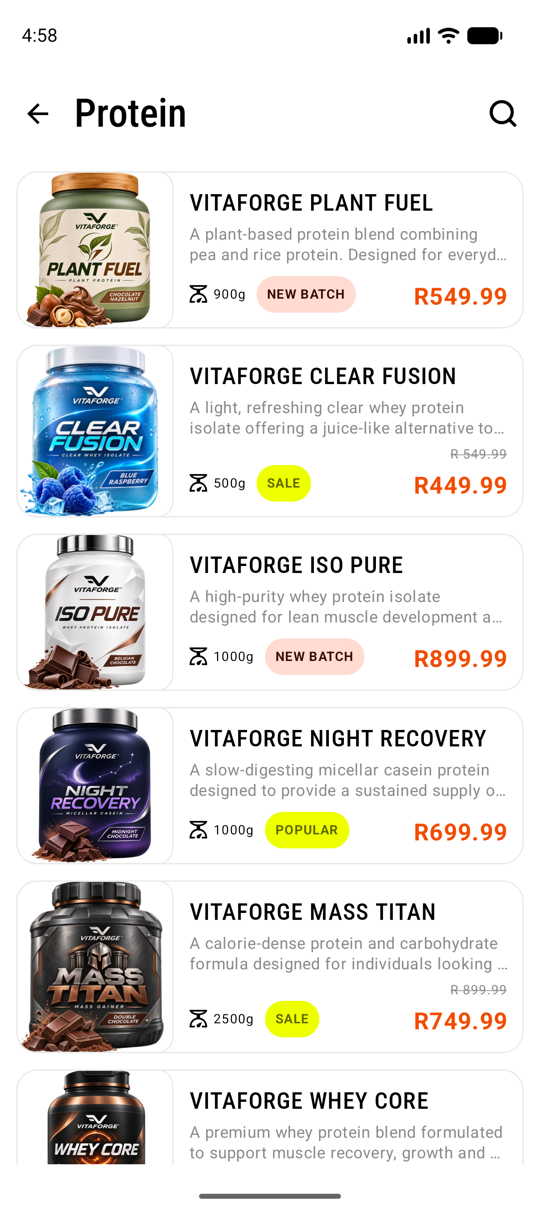 4:58
Protein
VITAFORGE
PLANT FUEL
PLANT PROTEIN
CHOCOLATE
HAZELNUT
VITAFORGE PLANT FUEL
A plant-based protein blend combining
pea and rice protein. Designed for everyd...
900g
NEW BATCH
R549.99
VITAFORGE
CLEAR
FUSION
CLEAR WHEY ISOLATE
BLUE
RASPBERRY
VITAFORGE CLEAR FUSION
A light, refreshing clear whey protein
isolate offering a juice-like alternative to...
R 549.99
500g
SALE
R449.99
VITAFORGE
ISO PURE
WHEY PROTEIN ISOLATE
BELGIAN
CHOCOLATE
VITAFORGE ISO PURE
A high-purity whey protein isolate
designed for lean muscle development a...
1000g
NEW BATCH
R899.99
VITAFORGE
NIGHT
RECOVERY
MICELLAR CASEIN
MIDNIGHT
CHOCOLATE
VITAFORGE NIGHT RECOVERY
A slow-digesting micellar casein protein
designed to provide a sustained supply o...
1000g
POPULAR
R699.99
VITAFORGE
MASS
TITAN
MASS GAINER
DOUBLE
CHOCOLATE
VITAFORGE MASS TITAN
A calorie-dense protein and carbohydrate
formula designed for individuals looking ...
R 899.99
2500g
SALE
R749.99
VITAFORGE
WHEY CORE
VITAFORGE WHEY CORE
A premium whey protein blend formulated
to support muscle recovery, growth and ...